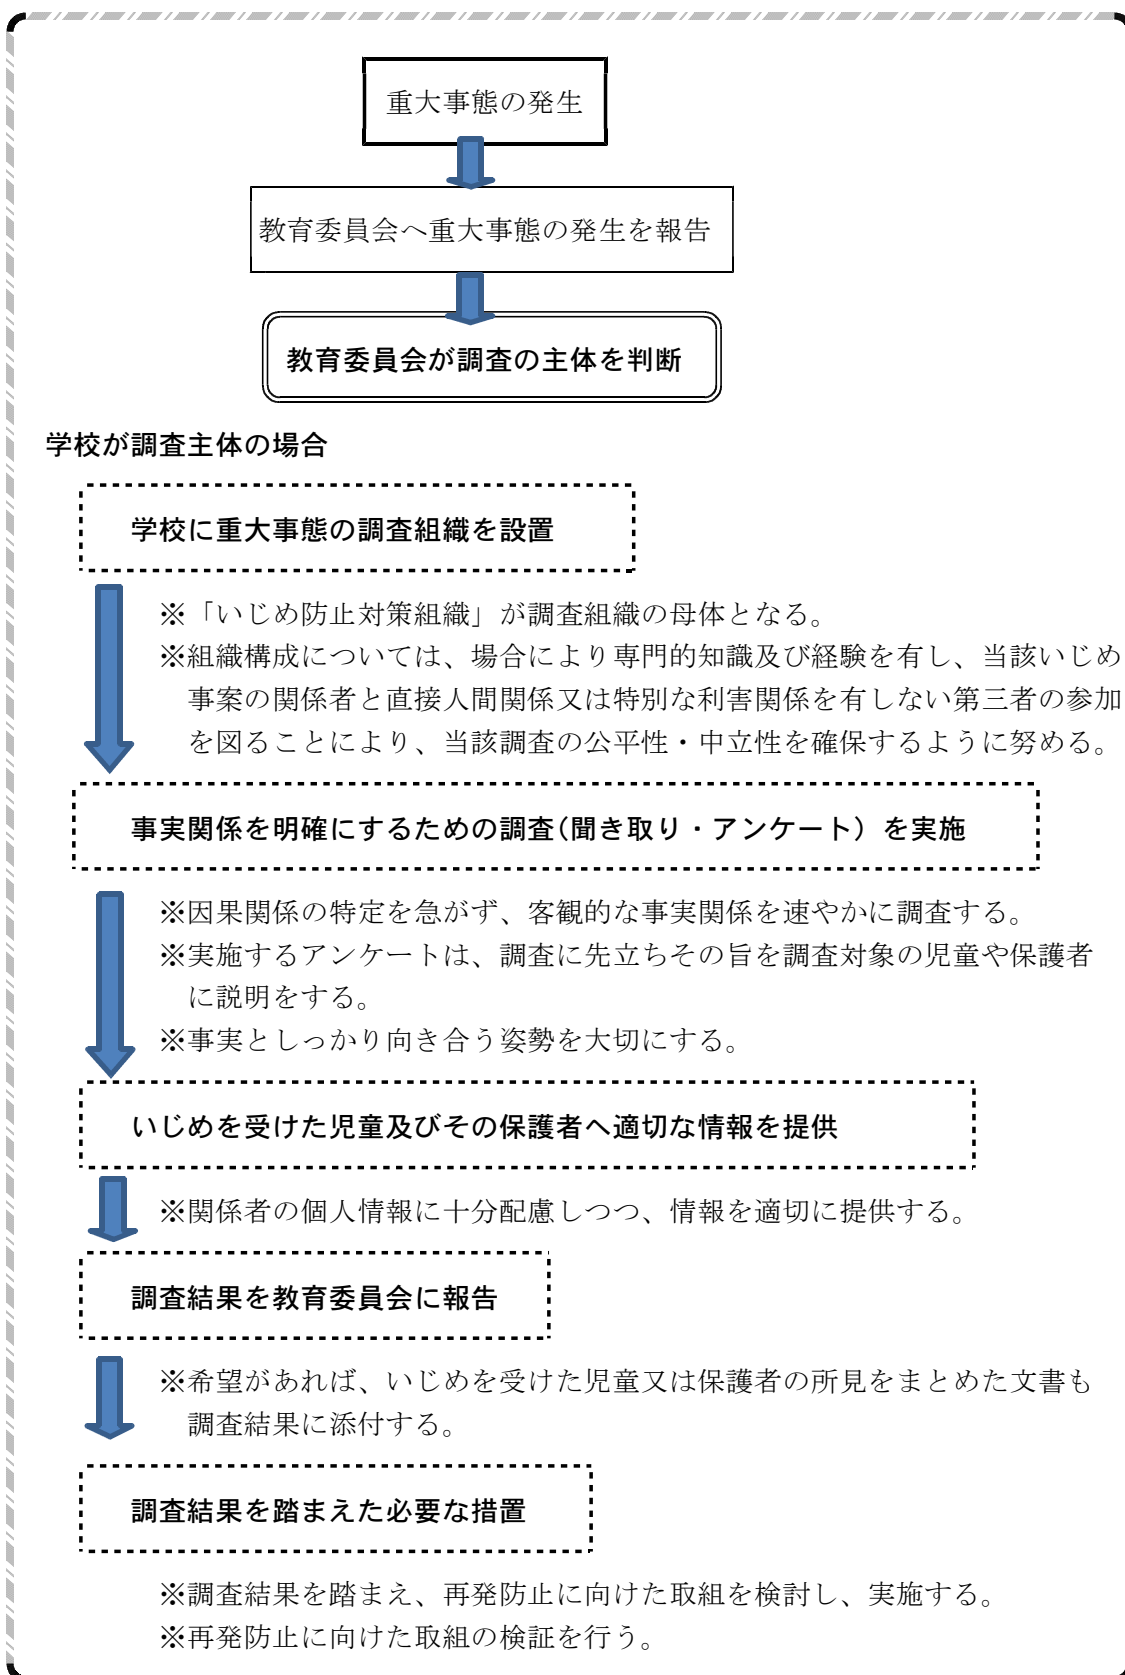 重大事態の発生
教育委員会へ重大事態の発生を報告
教育委員会が調査の主体を判断
学校が調査主体の場合
学校に重大事態の調査組織を設置
※「いじめ防止対策組織」が調査組織の母体となる。
※組織構成については、場合により専門的知識及び経験を有し、当該いじめ
事案の関係者と直接人間関係又は特別な利害関係を有しない第三者の参加
を図ることにより、当該調査の公平性・中立性を確保するように努める。
事実関係を明確にするための調査(聞き取り・アンケート）を実施
※因果関係の特定を急がず、客観的な事実関係を速やかに調査する。
※実施するアンケートは、調査に先立ちその旨を調査対象の児童や保護者
に説明をする。
※事実としっかり向き合う姿勢を大切にする。
いじめを受けた児童及びその保護者へ適切な情報を提供
※関係者の個人情報に十分配慮しつつ、情報を適切に提供する。
調査結果を教育委員会に報告
※希望があれば、いじめを受けた児童又は保護者の所見をまとめた文書も
調査結果に添付する。
調査結果を踏まえた必要な措置
※調査結果を踏まえ、再発防止に向けた取組を検討し、実施する。
※再発防止に向けた取組の検証を行う。